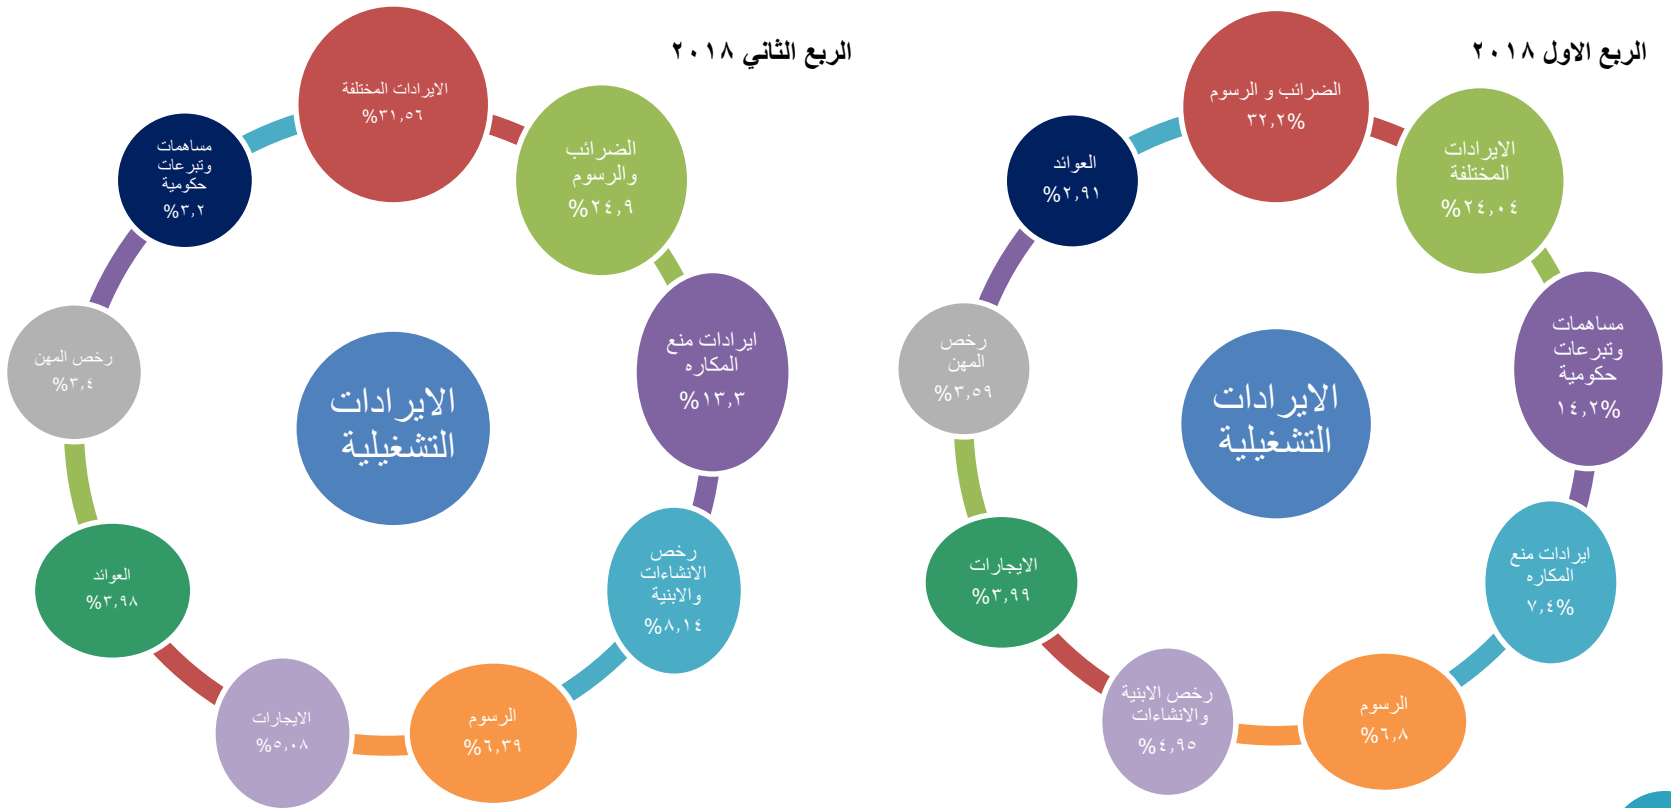 الربع الاول ٢٠١٨
الضرائب و الرسوم
٣٢,٢%
الايرادات
المختلفة
%٢٤,٠٤
مساهمات
وتبرعات
حكومية
١٤,٢%
ايرادات منع
المكاره
٧,٤%
الرسوم
%٦,٨
رخص الابنية
والانشاءات
%٤,٩٥
الايجارات
%٣,٩٩
رخص
المهن
%٣,٥٩
العوائد
%٢,٩١
الايرادات
التشغيلية
الربع الثاني ٢٠١٨
الايرادات المختلفة
%٣١,٥٦
الضرائب
والرسوم
%٢٤,٩
ايرادات منع
المكاره
%١٣,٣
رخص
الانشاءات
والابنية
%٨,١٤
الرسوم
%٦,٣٩
الايجارات
%٥,٠٨
العوائد
%٣,٩٨
رخص المهن
%٣,٤
مساهمات
وتبرعات
حكومية
%٣,٢
الايرادات
التشغيلية